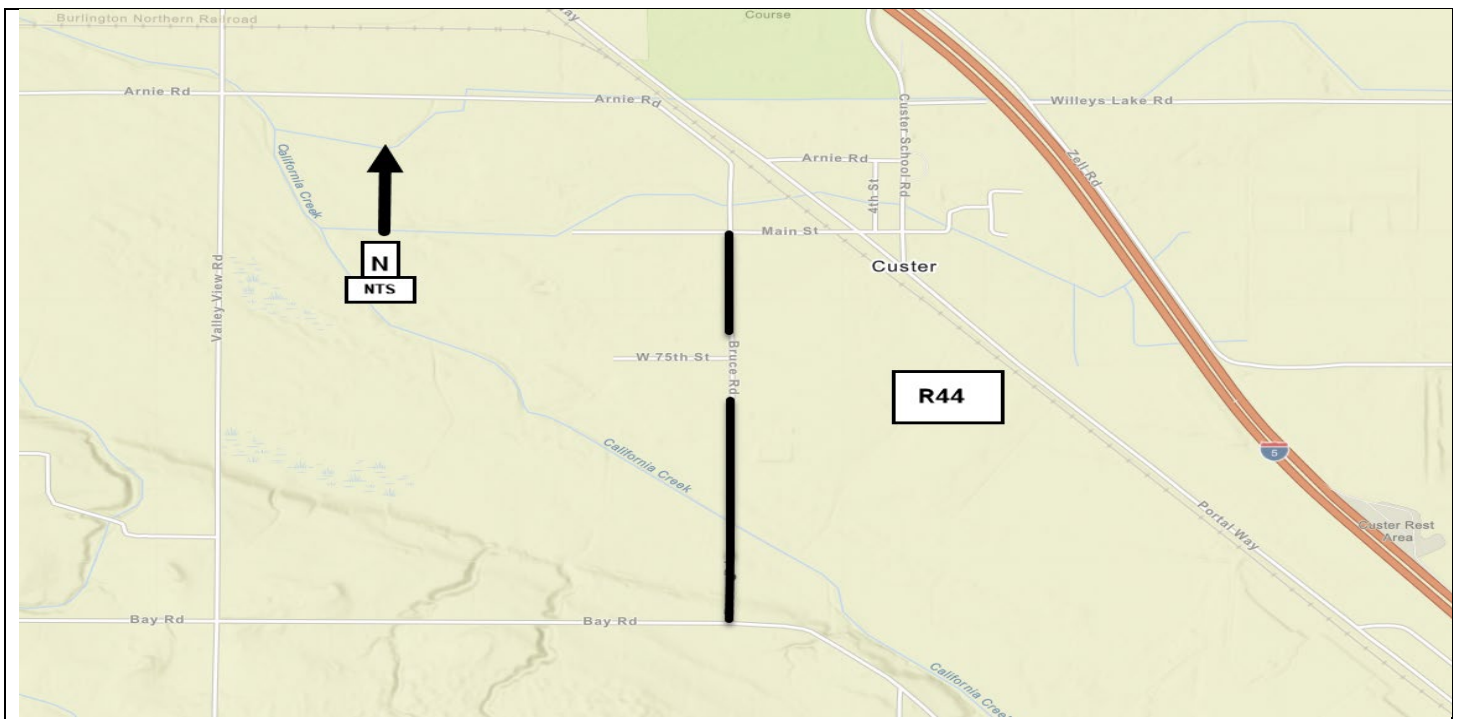 Course
Way
Burlington Northern Railroad
Arnie Rd
Arnie Rd
Willeys Lake Rd
Custer School Rd
Arnie Rd
Zell Rd
4th St
California Creek
Main St
N
NTS
Custer
Valley View Rd
W 75th St
Bruce Rd
R44
California Creek
5
Portal Way
Custer Rest
Area
Bay Rd
Bay Rd
California Creek